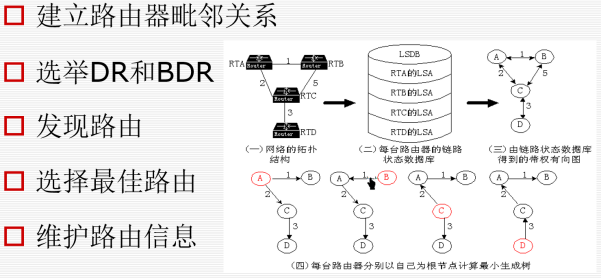 建立路由器毗邻关系
选举DR和BDR
发现路由
选择最佳路由
维护路由信息
RTA
Router
1
Router
RTB
2
5
Router
RTC
3
Router
RTD
(一)网络的拓扑
结构
LSDB
RTA的LSA
RTB的LSA
RTC的LSA
RTD的LSA
(二)每台路由器的链路
状态数据库
A
1
B
2
5
C
3
D
(三)由链路状态数据库
得到的带权有向图
A
1
B
2
C
3
D
A
1
B
2
C
3
D
A
1
B
2
C
3
D
A
1
B
2
C
3
D
(四)每台路由器分别以自己为根节点计算最小生成树